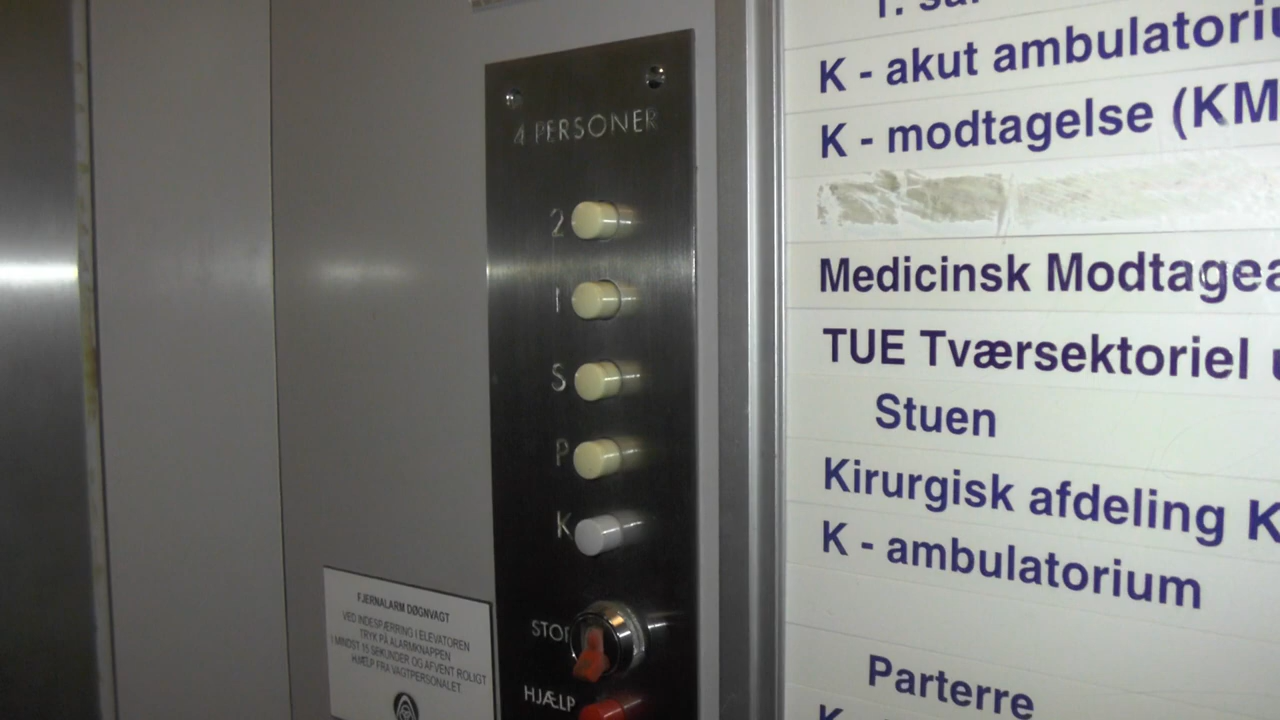 4 PERSONER
2
1
S
P
K
STOP
HJÆLP
FJERNALARM DØGNVAGT
VED INDESPÆRRING I ELEVATOREN
TRYK PÅ ALARMKNAPPEN
I MINDST 15 SEKUNDER OG AFVENT ROLIGT
HJÆLP FRA VAGTPERSONALET.
K - akut ambulatoriu
K - modtagelse (KM
Medicinsk Modtagea
TUE Tværsektoriel u
Stuen
Kirurgisk afdeling K
K - ambulatorium
Parterre